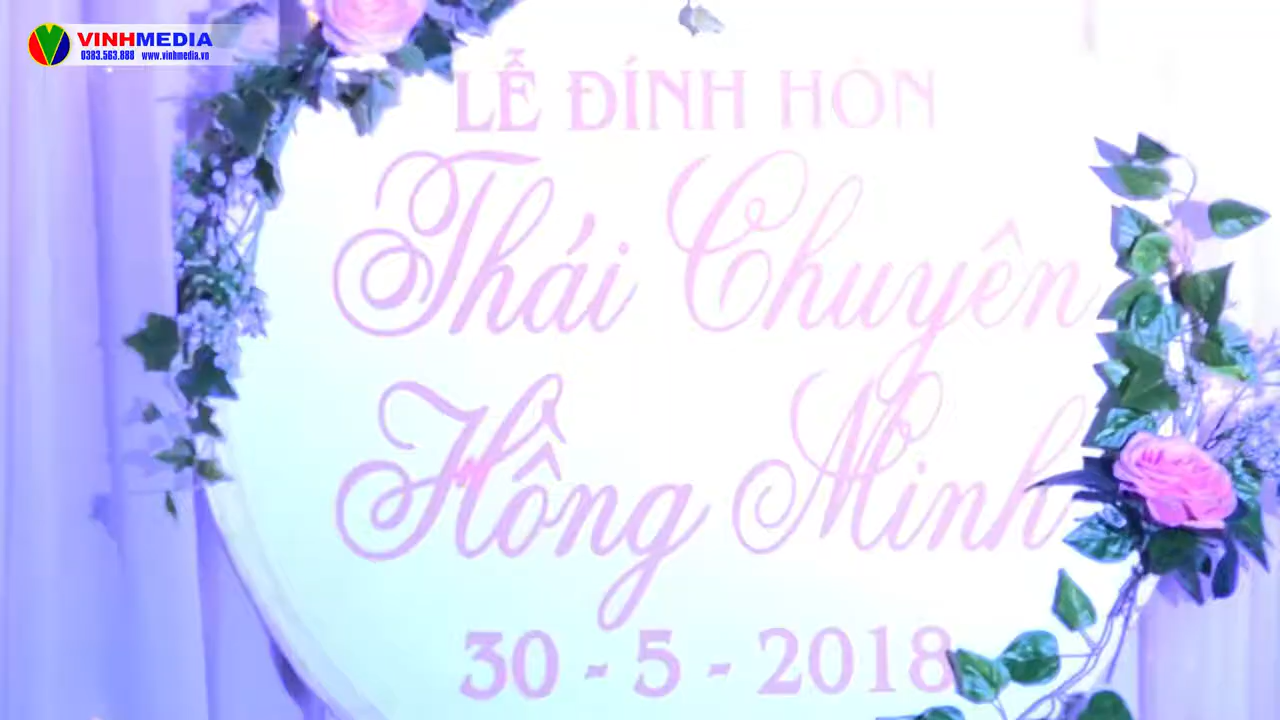 VINHMEDIA
0383.563.888 www.vinhmedia.vn
LỄ ĐÍNH HÔN
Thái Chuyên
Hồng Minh
30 - 5 - 2018